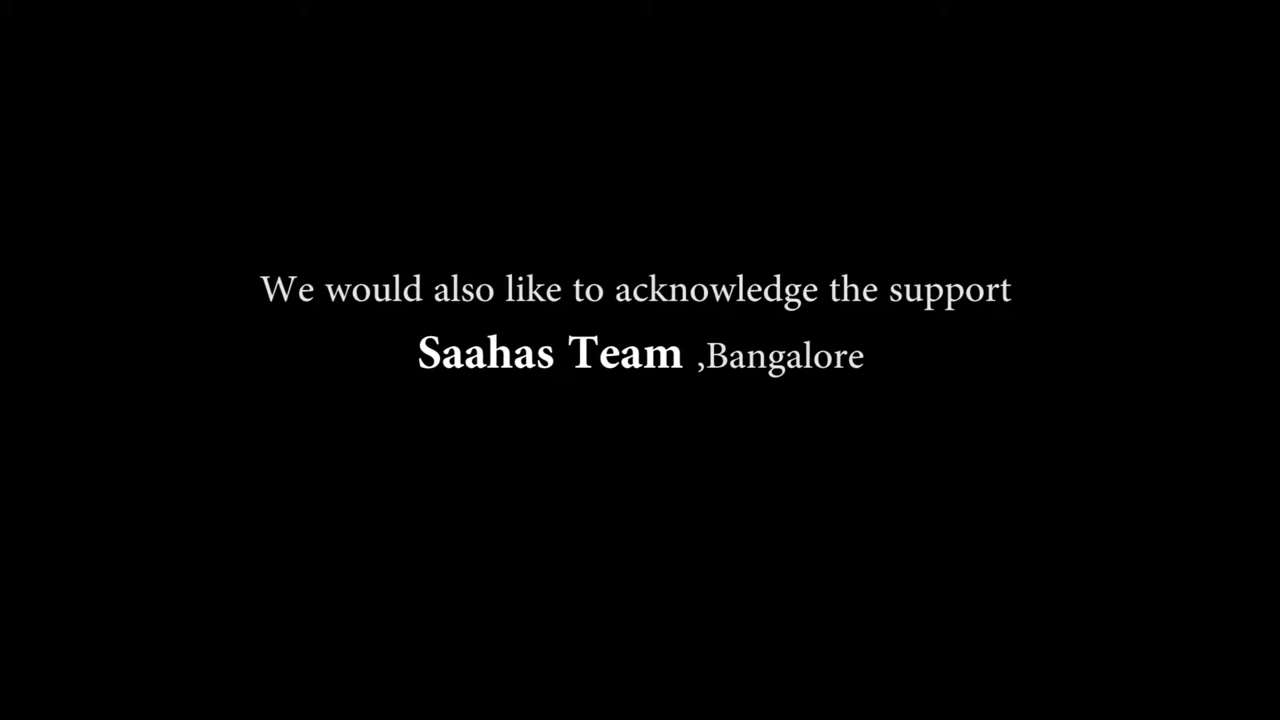 We would also like to acknowledge the support
Saahas Team ,Bangalore